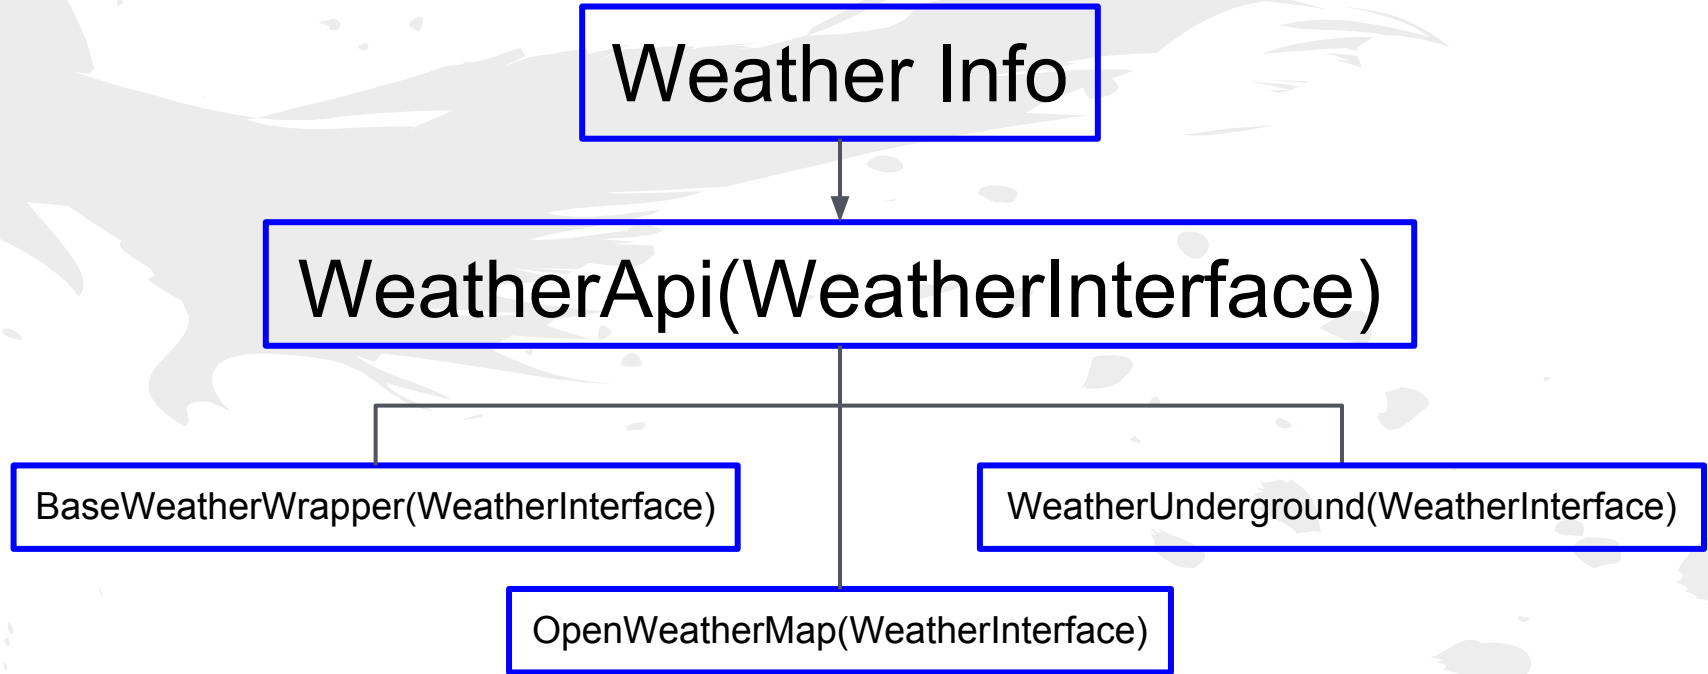 Weather Info
WeatherApi(WeatherInterface)
BaseWeatherWrapper(WeatherInterface)
WeatherUnderground(WeatherInterface)
OpenWeatherMap(WeatherInterface)